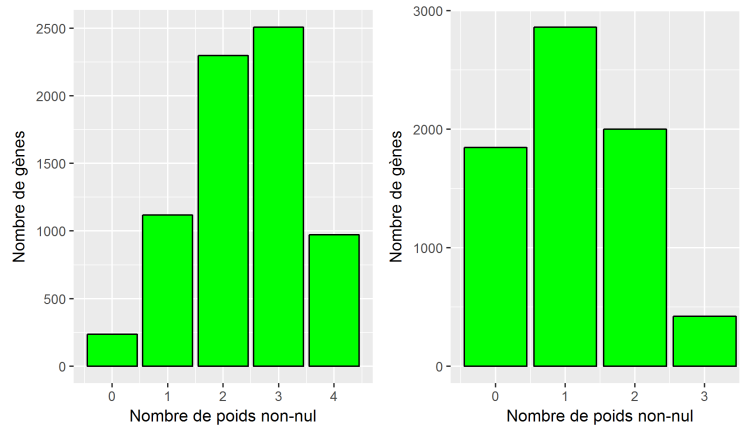 Nombre de gènes
2500
2000
1500
1000
500
0
0 1 2 3 4
Nombre de poids non-nul
Nombre de gènes
3000
2000
1000
0
0 1 2 3
Nombre de poids non-nul